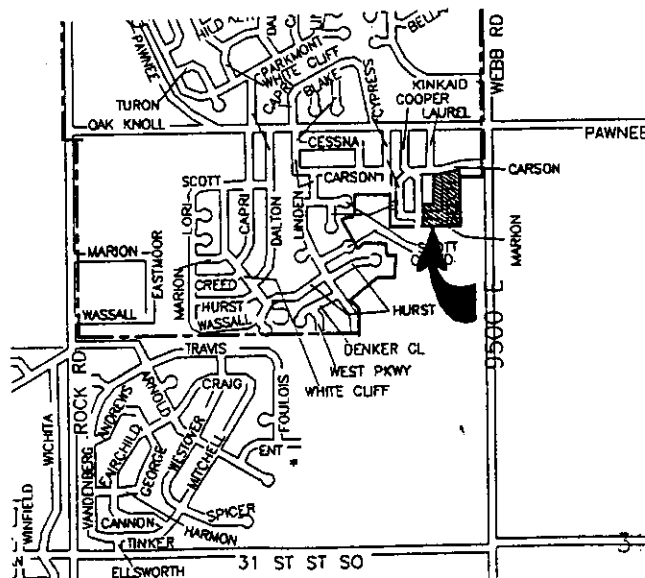 PAWNEE
PARKMONT
WHITE CLIFF
CAPRI
BLAKE
CYPRESS
WEBB RD
KINKAID
COOPER
LAUREL
TURON
OAK KNOLL
PAWNEE
CESSNA
CARSON
CARSON
SCOTT
LORI
CAPRI
DALTON
LINDEN
MARION
MARION
EASTMOOR
MARION
CREED
HURST
HURST
WASSALL
WASSALL
DENKER CL
WEST PKWY
WHITE CLIFF
9500 E
TRAVIS
CRAIG
ROCK RD
ANDREWS
ARNOLD
FOULOIS
WICHITA
FAIRCHILD
GEORGE
WESTOVER
MITCHELL
ENT
VANDENBERG
WINFIELD
SPICER
CANNON
HARMON
TINKER
ELLSWORTH
31 ST ST SO